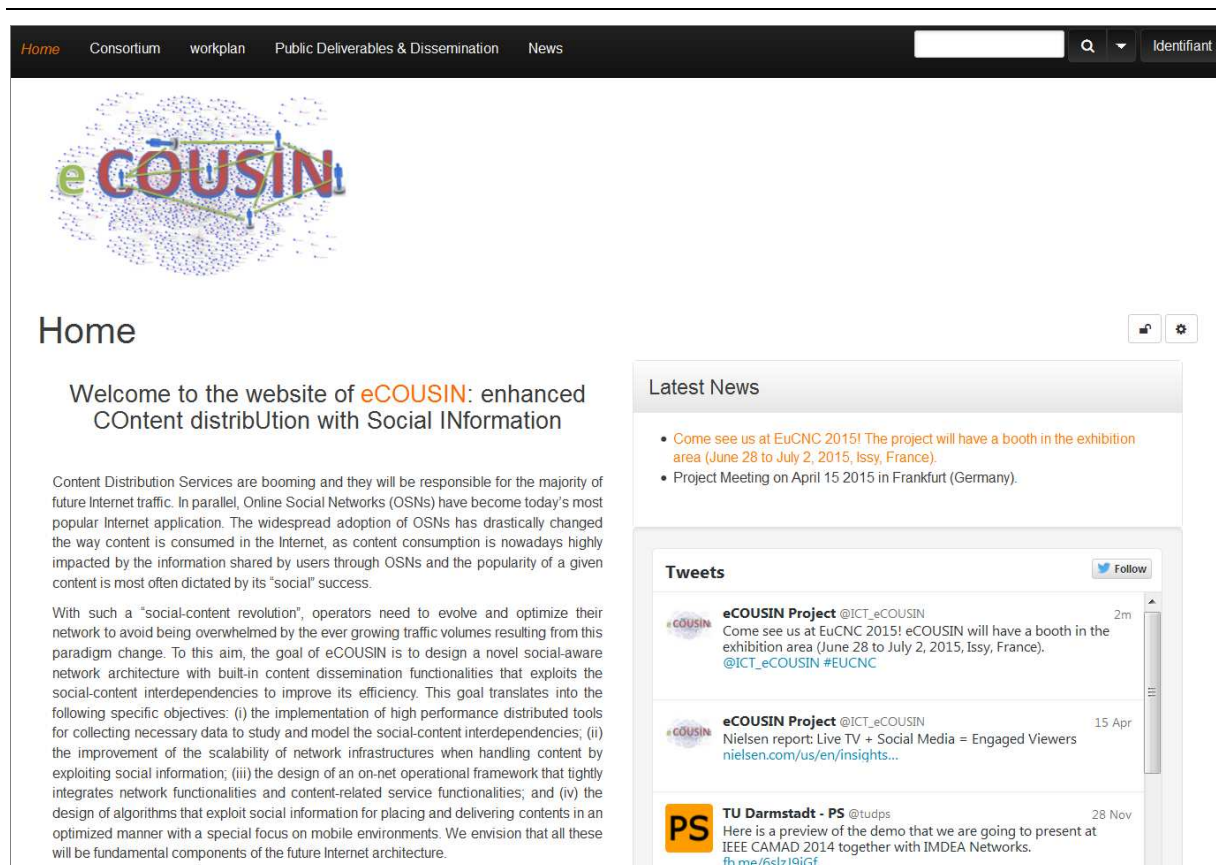 Home Consortium workplan Public Deliverables & Dissemination News Identifiant
eCOUSIN
Home
Welcome to the website of eCOUSIN: enhanced
COntent distribUtion with Social INformation
Content Distribution Services are booming and they will be responsible for the majority of
future Internet traffic. In parallel, Online Social Networks (OSNs) have become today's most
popular Internet application. The widespread adoption of OSNs has drastically changed
the way content is consumed in the Internet, as content consumption is nowadays highly
impacted by the information shared by users through OSNs and the popularity of a given
content is most often dictated by its "social" success.
With such a "social-content revolution", operators need to evolve and optimize their
network to avoid being overwhelmed by the ever growing traffic volumes resulting from this
paradigm change. To this aim, the goal of eCOUSIN is to design a novel social-aware
network architecture with built-in content dissemination functionalities that exploits the
social-content interdependencies to improve its efficiency. This goal translates into the
following specific objectives: (i) the implementation of high performance distributed tools
for collecting necessary data to study and model the social-content interdependencies; (ii)
the improvement of the scalability of network infrastructures when handling content by
exploiting social information; (iii) the design of an on-net operational framework that tightly
integrates network functionalities and content-related service functionalities; and (iv) the
design of algorithms that exploit social information for placing and delivering contents in an
optimized manner with a special focus on mobile environments. We envision that all these
will be fundamental components of the future Internet architecture.
Latest News
• Come see us at EuCNC 2015! The project will have a booth in the exhibition
area (June 28 to July 2, 2015, Issy, France).
• Project Meeting on April 15 2015 in Frankfurt (Germany).
Tweets Follow
eCOUSIN
eCOUSIN Project @ICT_eCOUSIN 2m
Come see us at EuCNC 2015! eCOUSIN will have a booth in the
exhibition area (June 28 to July 2, 2015, Issy, France).
@ICT_eCOUSIN #EUCNC
eCOUSIN
eCOUSIN Project @ICT_eCOUSIN 15 Apr
Nielsen report: Live TV + Social Media = Engaged Viewers
nielsen.com/us/en/insights...
PS
TU Darmstadt - PS @tudps 28 Nov
Here is a preview of the demo that we are going to present at
IEEE CAMAD 2014 together with IMDEA Networks.